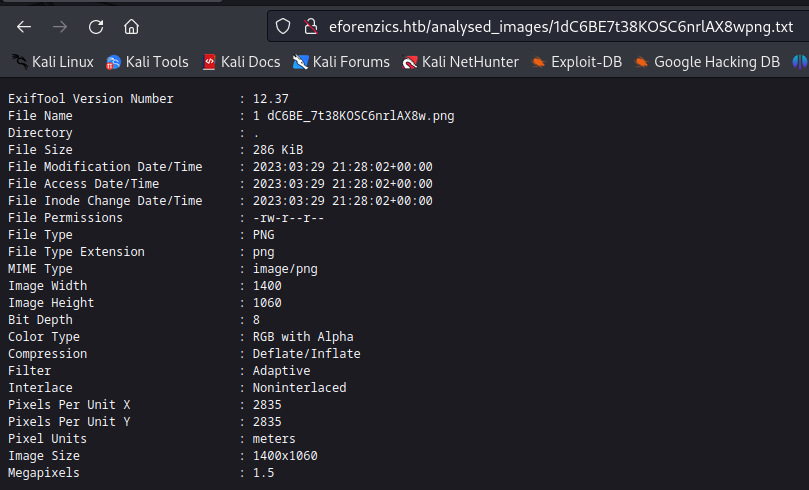 eforenzics.htb/analysed_images/1dC6BE7t38KOSC6nrlAX8wpng.txt
Kali Linux Kali Tools Kali Docs Kali Forums Kali NetHunter Exploit-DB Google Hacking DB
ExifTool Version Number : 12.37
File Name : 1 dC6BE_7t38KOSC6nrlAX8w.png
Directory : .
File Size : 286 KiB
File Modification Date/Time : 2023:03:29 21:28:02+00:00
File Access Date/Time : 2023:03:29 21:28:02+00:00
File Inode Change Date/Time : 2023:03:29 21:28:02+00:00
File Permissions : -rw-r--r--
File Type : PNG
File Type Extension : png
MIME Type : image/png
Image Width : 1400
Image Height : 1060
Bit Depth : 8
Color Type : RGB with Alpha
Compression : Deflate/Inflate
Filter : Adaptive
Interlace : Noninterlaced
Pixels Per Unit X : 2835
Pixels Per Unit Y : 2835
Pixel Units : meters
Image Size : 1400x1060
Megapixels : 1.5